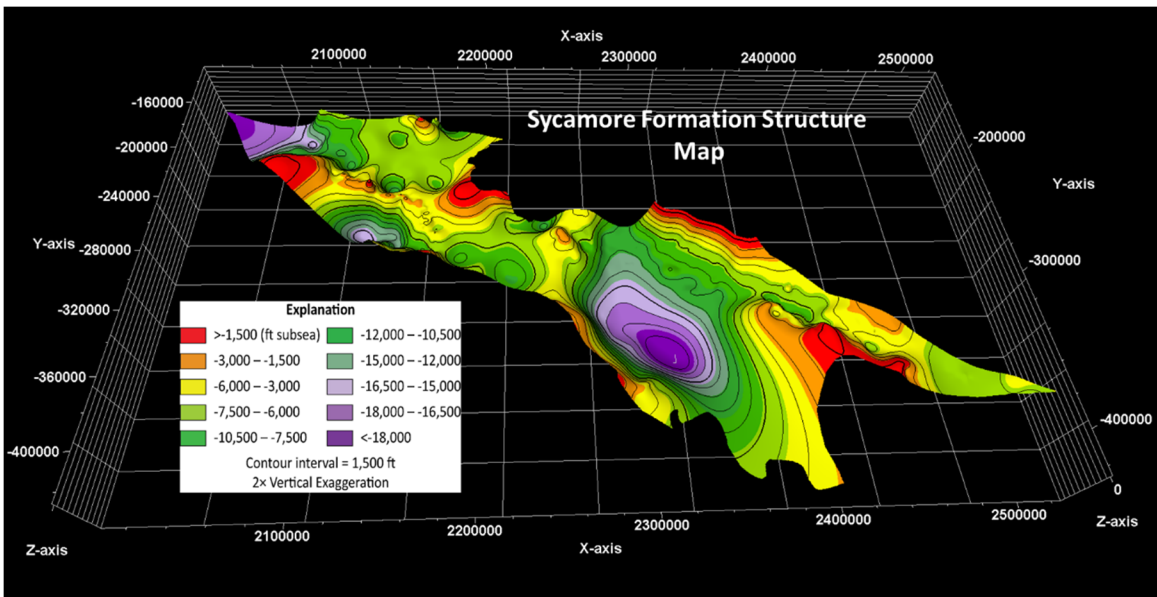 X-axis
2100000
2200000
2300000
2400000
2500000
Sycamore Formation Structure
Map
-160000
-200000
-240000
Y-axis
-280000
-320000
-360000
-400000
-200000
Y-axis
-300000
-400000
0
Z-axis
Explanation
>-1,500 (ft subsea)
-3,000 – -1,500
-6,000 – -3,000
-7,500 – -6,000
-10,500 – -7,500
-12,000 – -10,500
-15,000 – -12,000
-16,500 – -15,000
-18,000 – -16,500
<-18,000
Contour interval = 1,500 ft
2× Vertical Exaggeration
Z-axis
2100000
2200000
2300000
2400000
2500000
X-axis